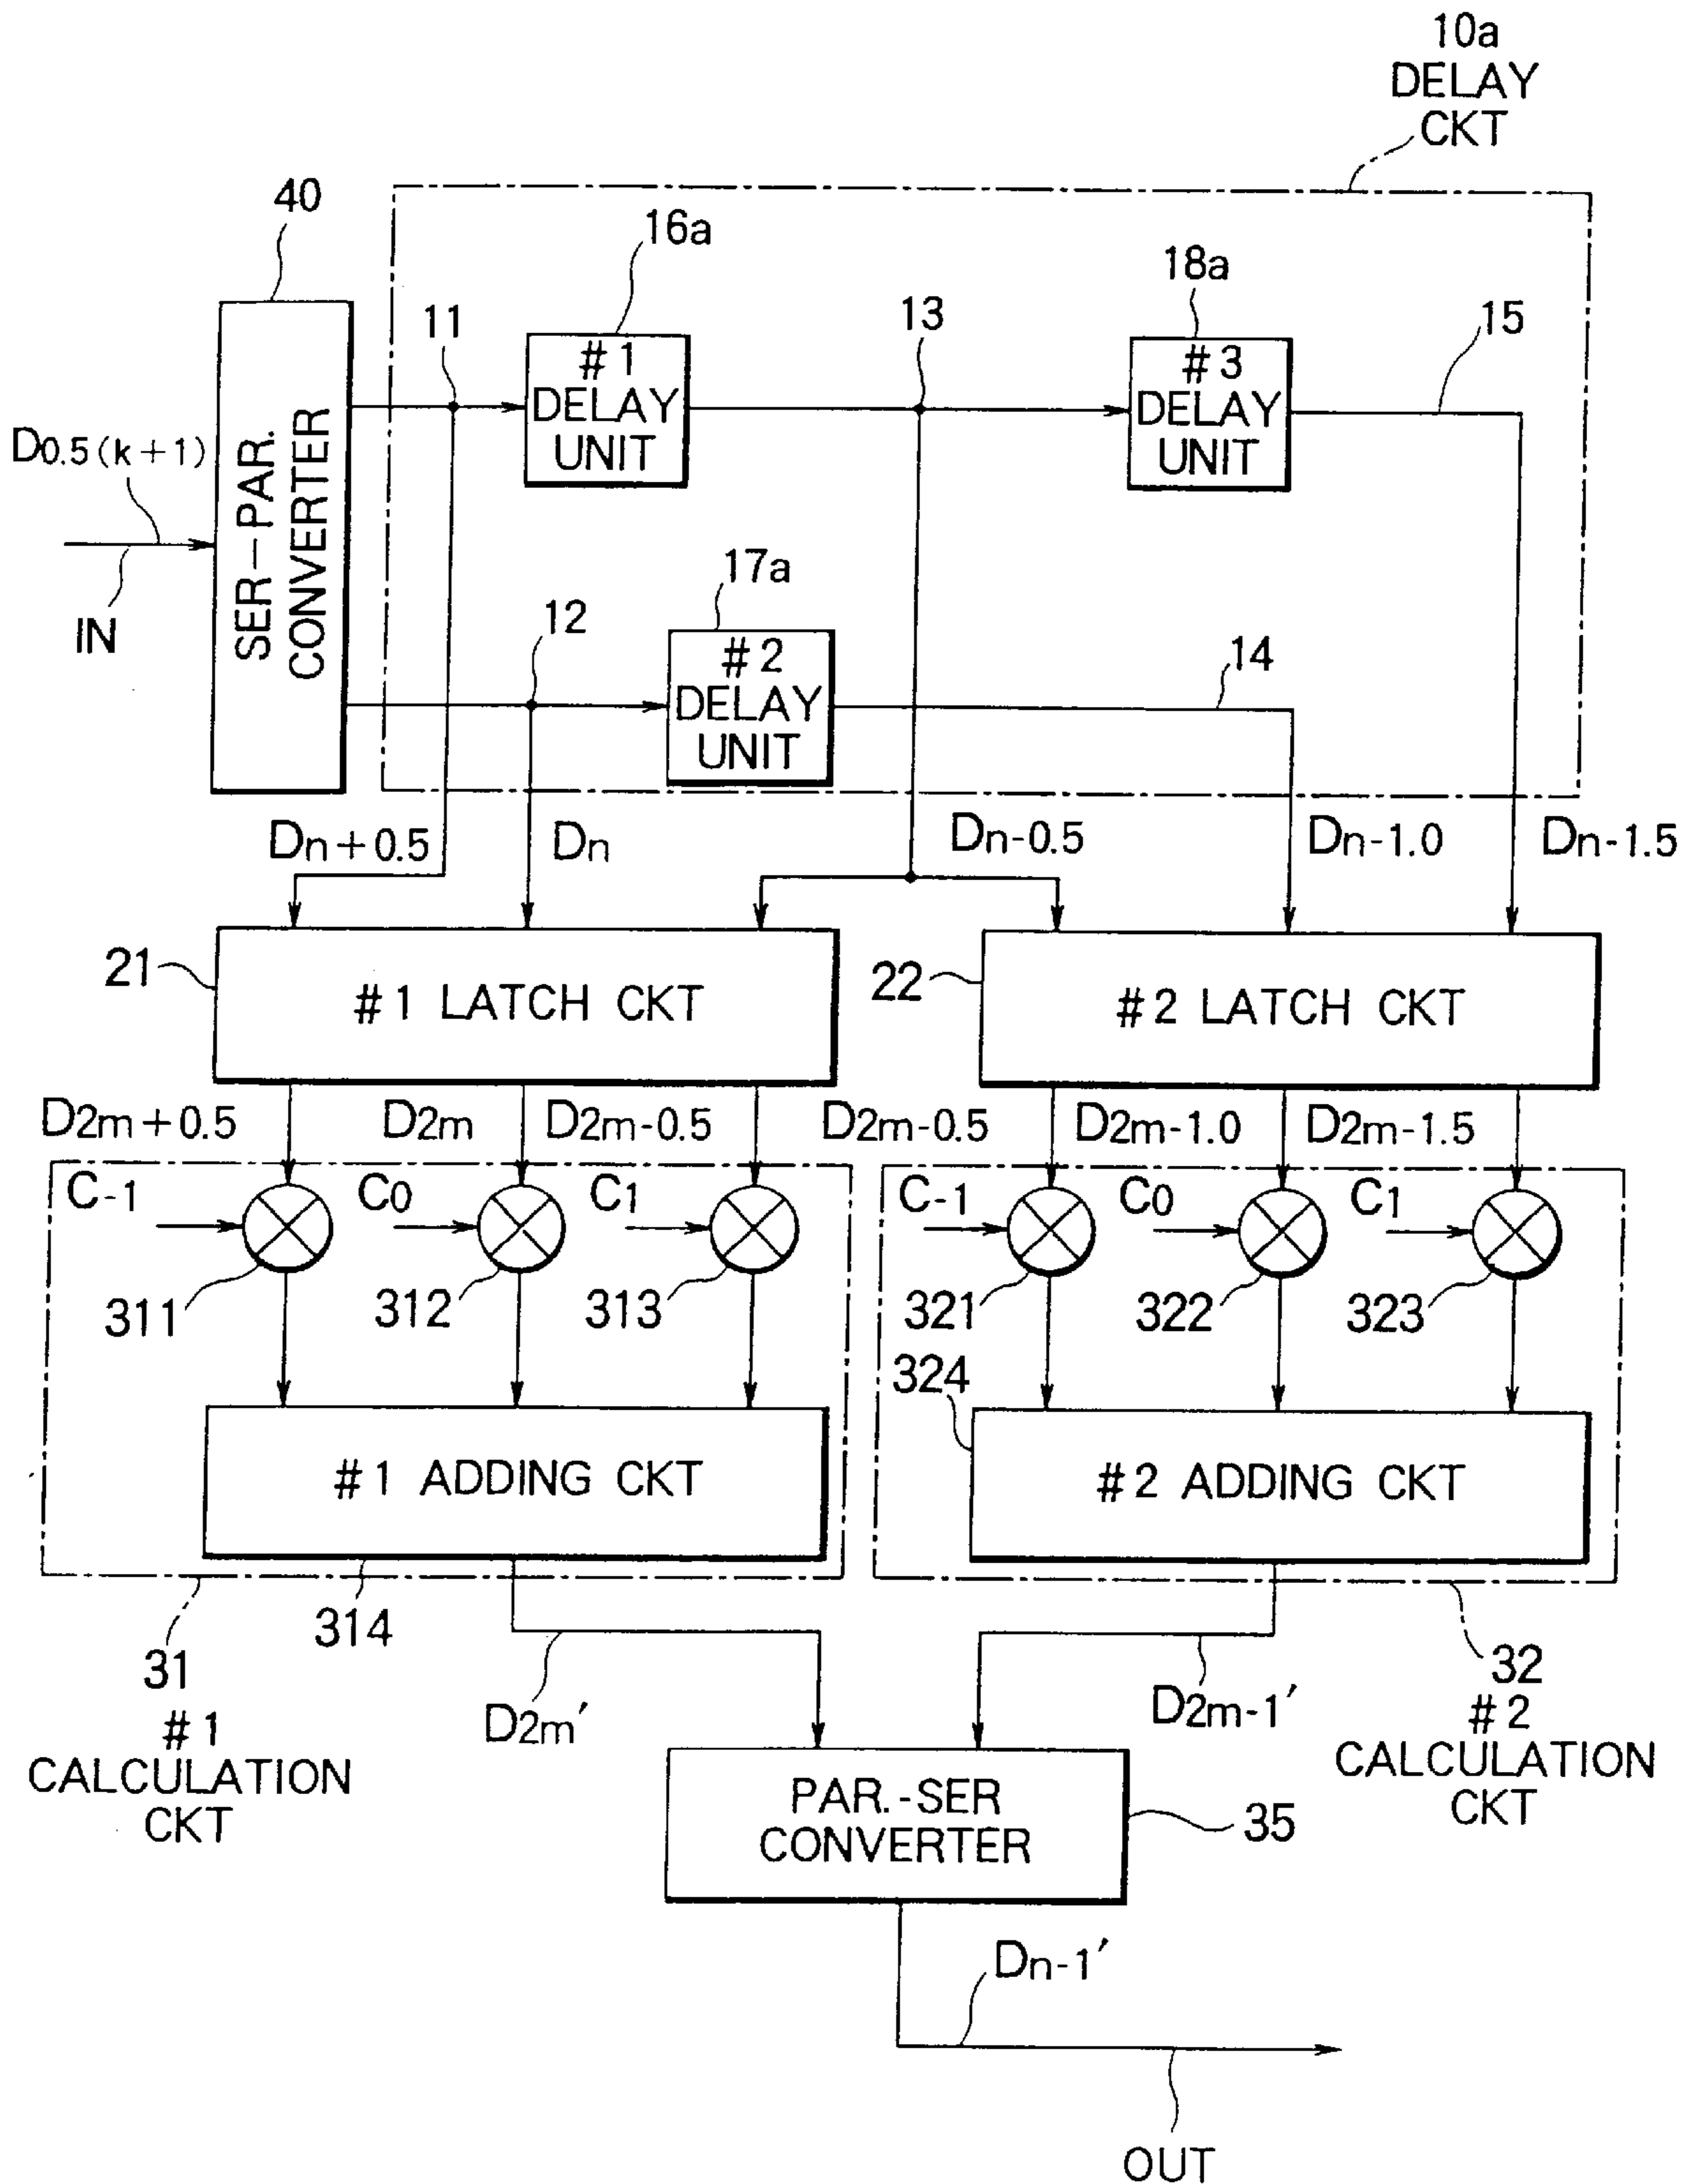 10a
DELAY
CKT
40
16a
18a
11
13
15
#1
DELAY
UNIT
#3
DELAY
UNIT
D0.5(k+1)
SER-PAR.
CONVERTER
IN
17a
12
14
#2
DELAY
UNIT
Dn+0.5
Dn
Dn-0.5
Dn-1.0
Dn-1.5
21
#1 LATCH CKT
22
#2 LATCH CKT
D2m+0.5
D2m
D2m-0.5
D2m-0.5
D2m-1.0
D2m-1.5
C-1
C0
C1
C-1
C0
C1
311
312
313
321
322
323
324
#1 ADDING CKT
#2 ADDING CKT
314
31
#1
CALCULATION
CKT
D2m'
D2m-1'
32
#2
CALCULATION
CKT
PAR.-SER
CONVERTER
35
Dn-1'
OUT